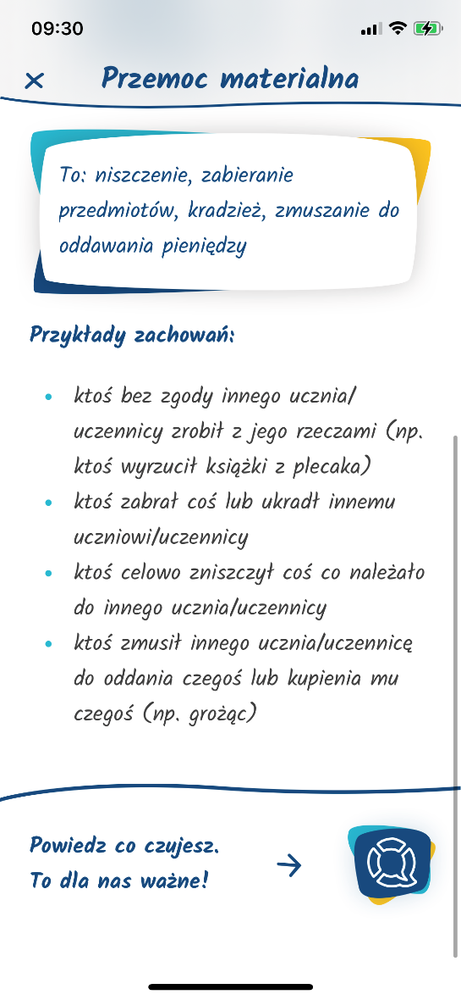 09:30
Przemoc materialna
To: niszczenie, zabieranie
przedmiotów, kradzież, zmuszanie do
oddawania pieniędzy
Przykłady zachowań:
• ktoś bez zgody innego ucznia/
uczennicy zrobił z jego rzeczami (np.
ktoś wyrzucił książki z plecaka)
• ktoś zabrał coś lub ukradł innemu
uczniowi/uczennicy
• ktoś celowo zniszczył coś co należało
do innego ucznia/uczennicy
• ktoś zmusił innego ucznia/uczennicę
do oddania czegoś lub kupienia mu
czegoś (np. grożąc)
Powiedz co czujesz.
To dla nas ważne!